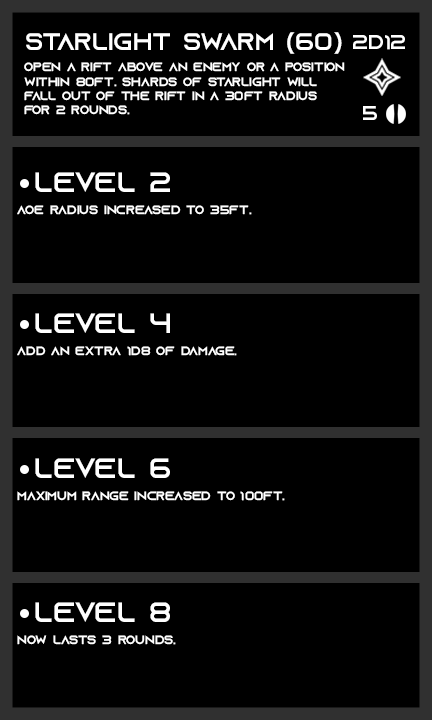 STARLIGHT SWARM (60) 2D12
OPEN A RIFT ABOVE AN ENEMY OR A POSITION
WITHIN 80FT. SHARDS OF STARLIGHT WILL
FALL OUT OF THE RIFT IN A 30FT RADIUS
FOR 2 ROUNDS.
5
•LEVEL 2
AOE RADIUS INCREASED TO 35FT.
•LEVEL 4
ADD AN EXTRA 1D8 OF DAMAGE.
•LEVEL 6
MAXIMUM RANGE INCREASED TO 100FT.
•LEVEL 8
NOW LASTS 3 ROUNDS.